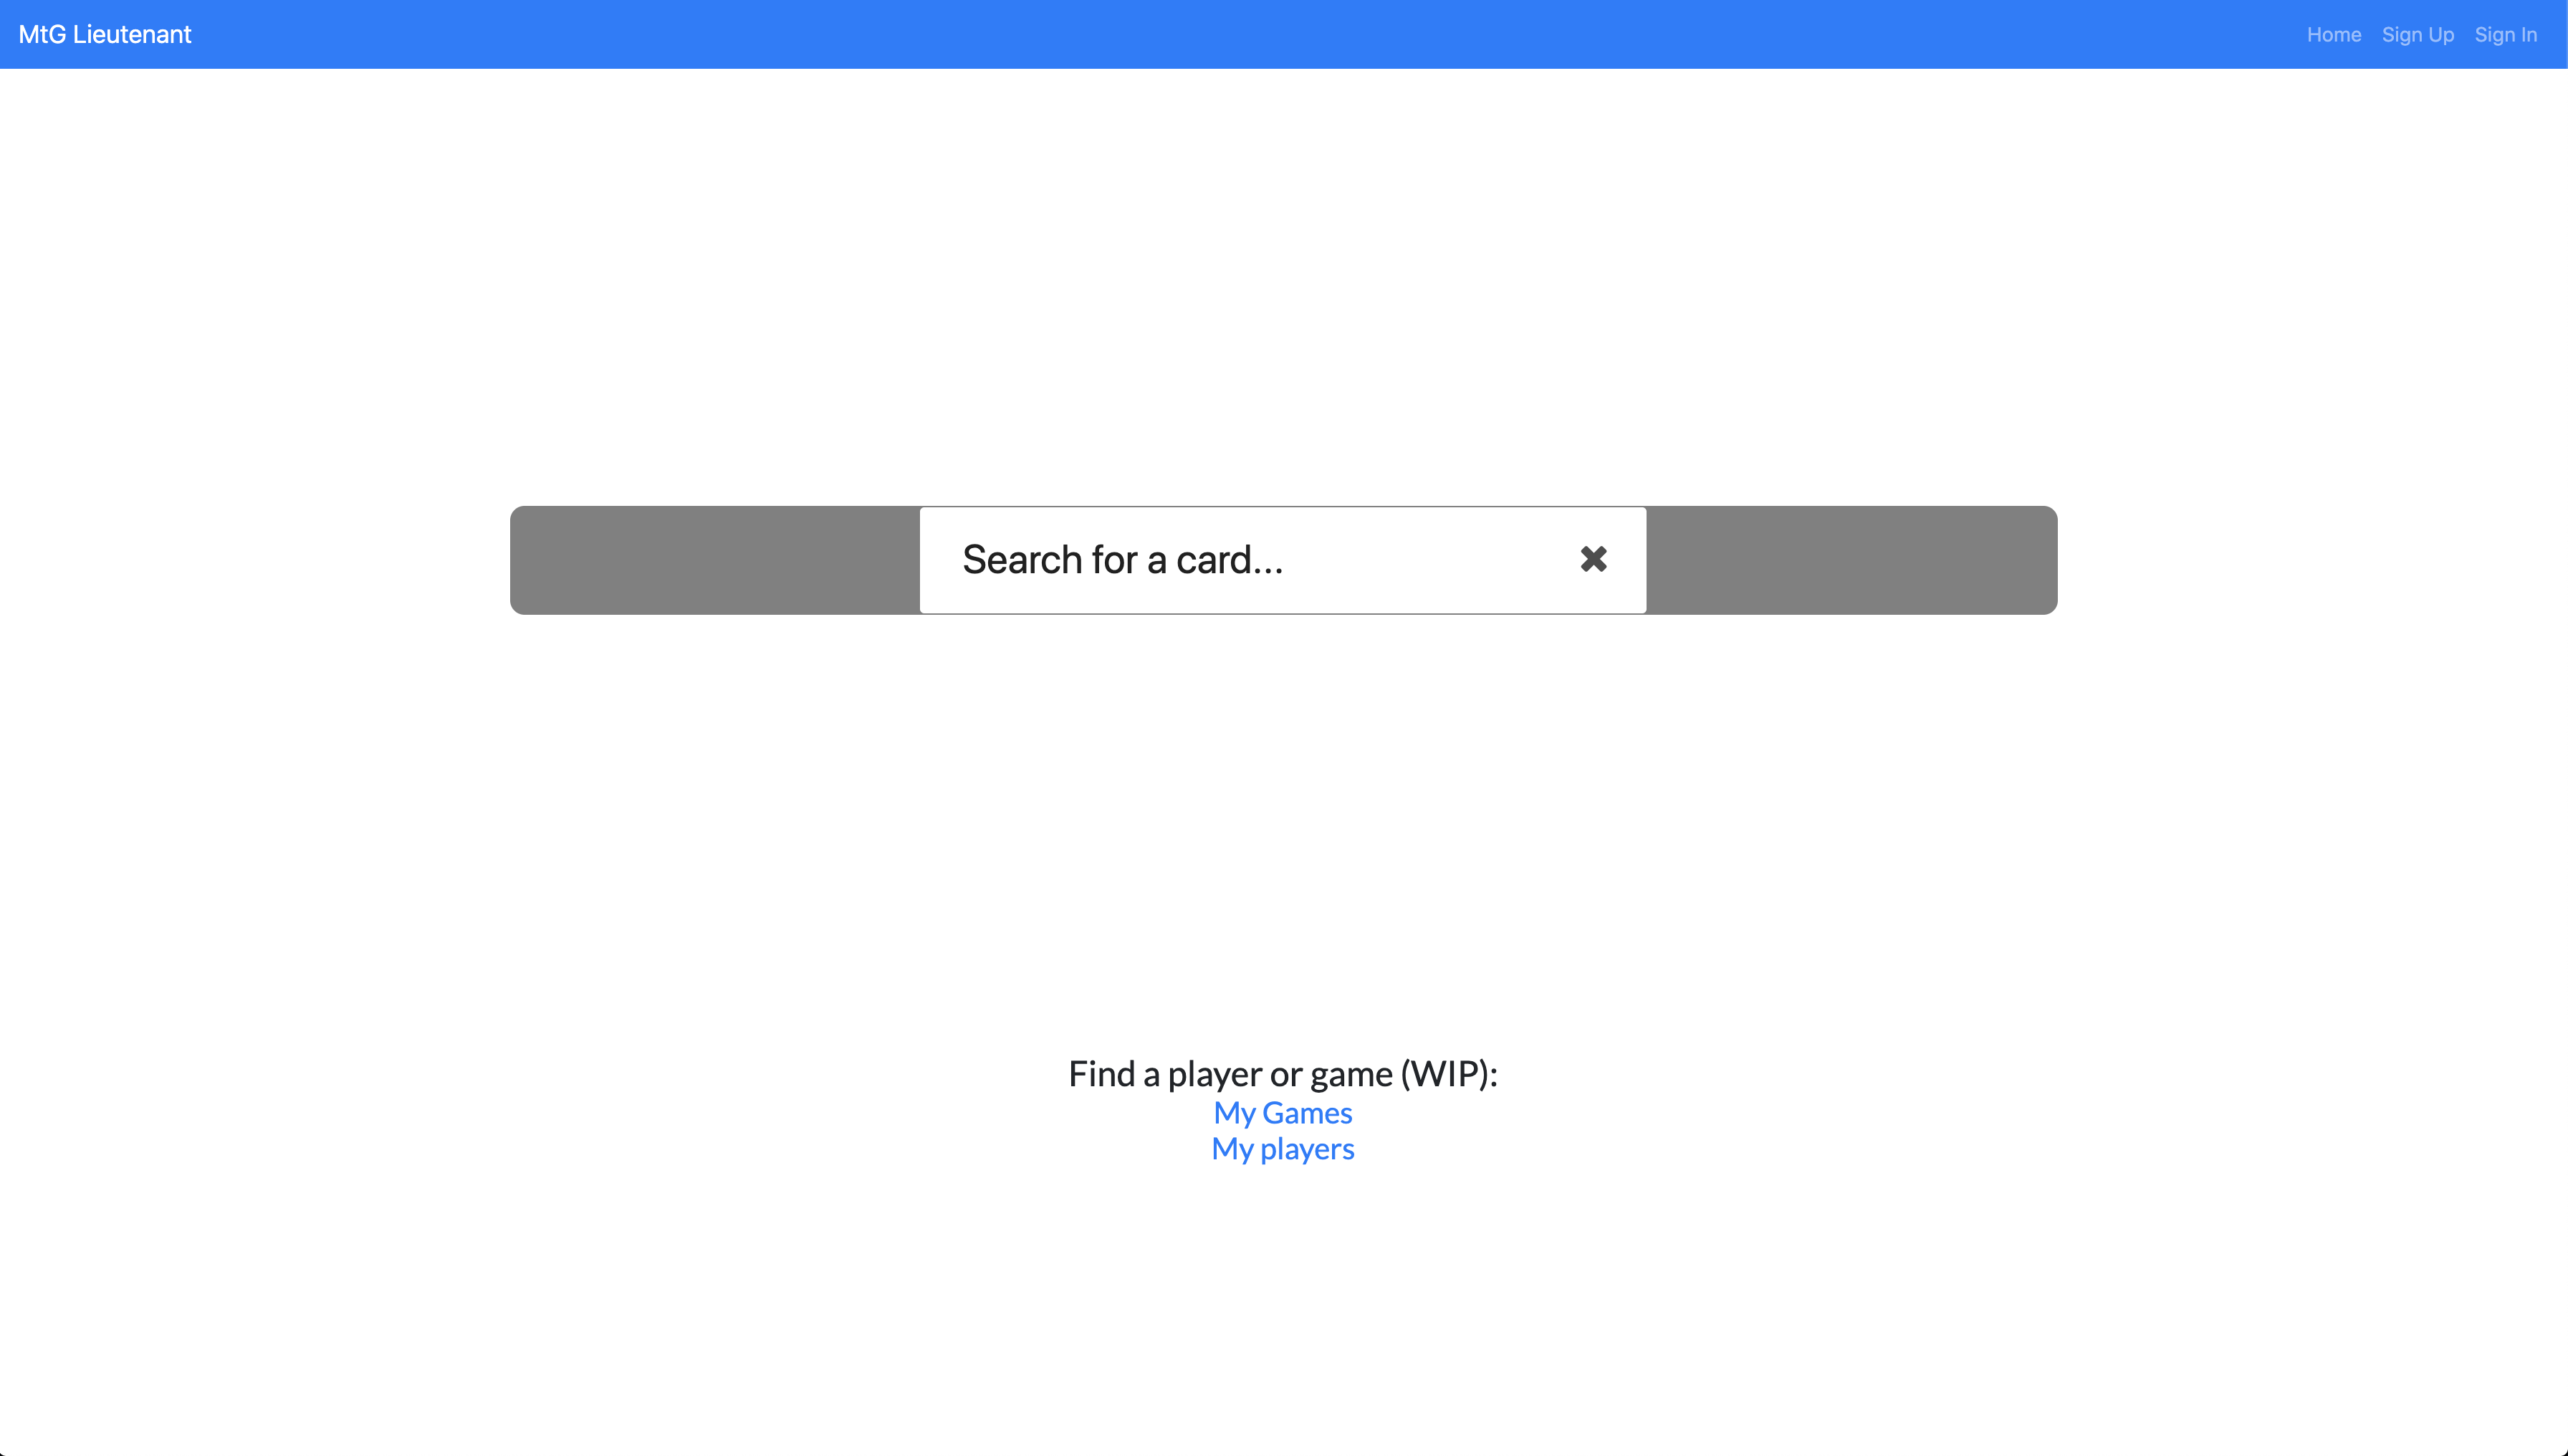 MtG Lieutenant
Home Sign Up Sign In
Search for a card...
Find a player or game (WIP):
My Games
My players